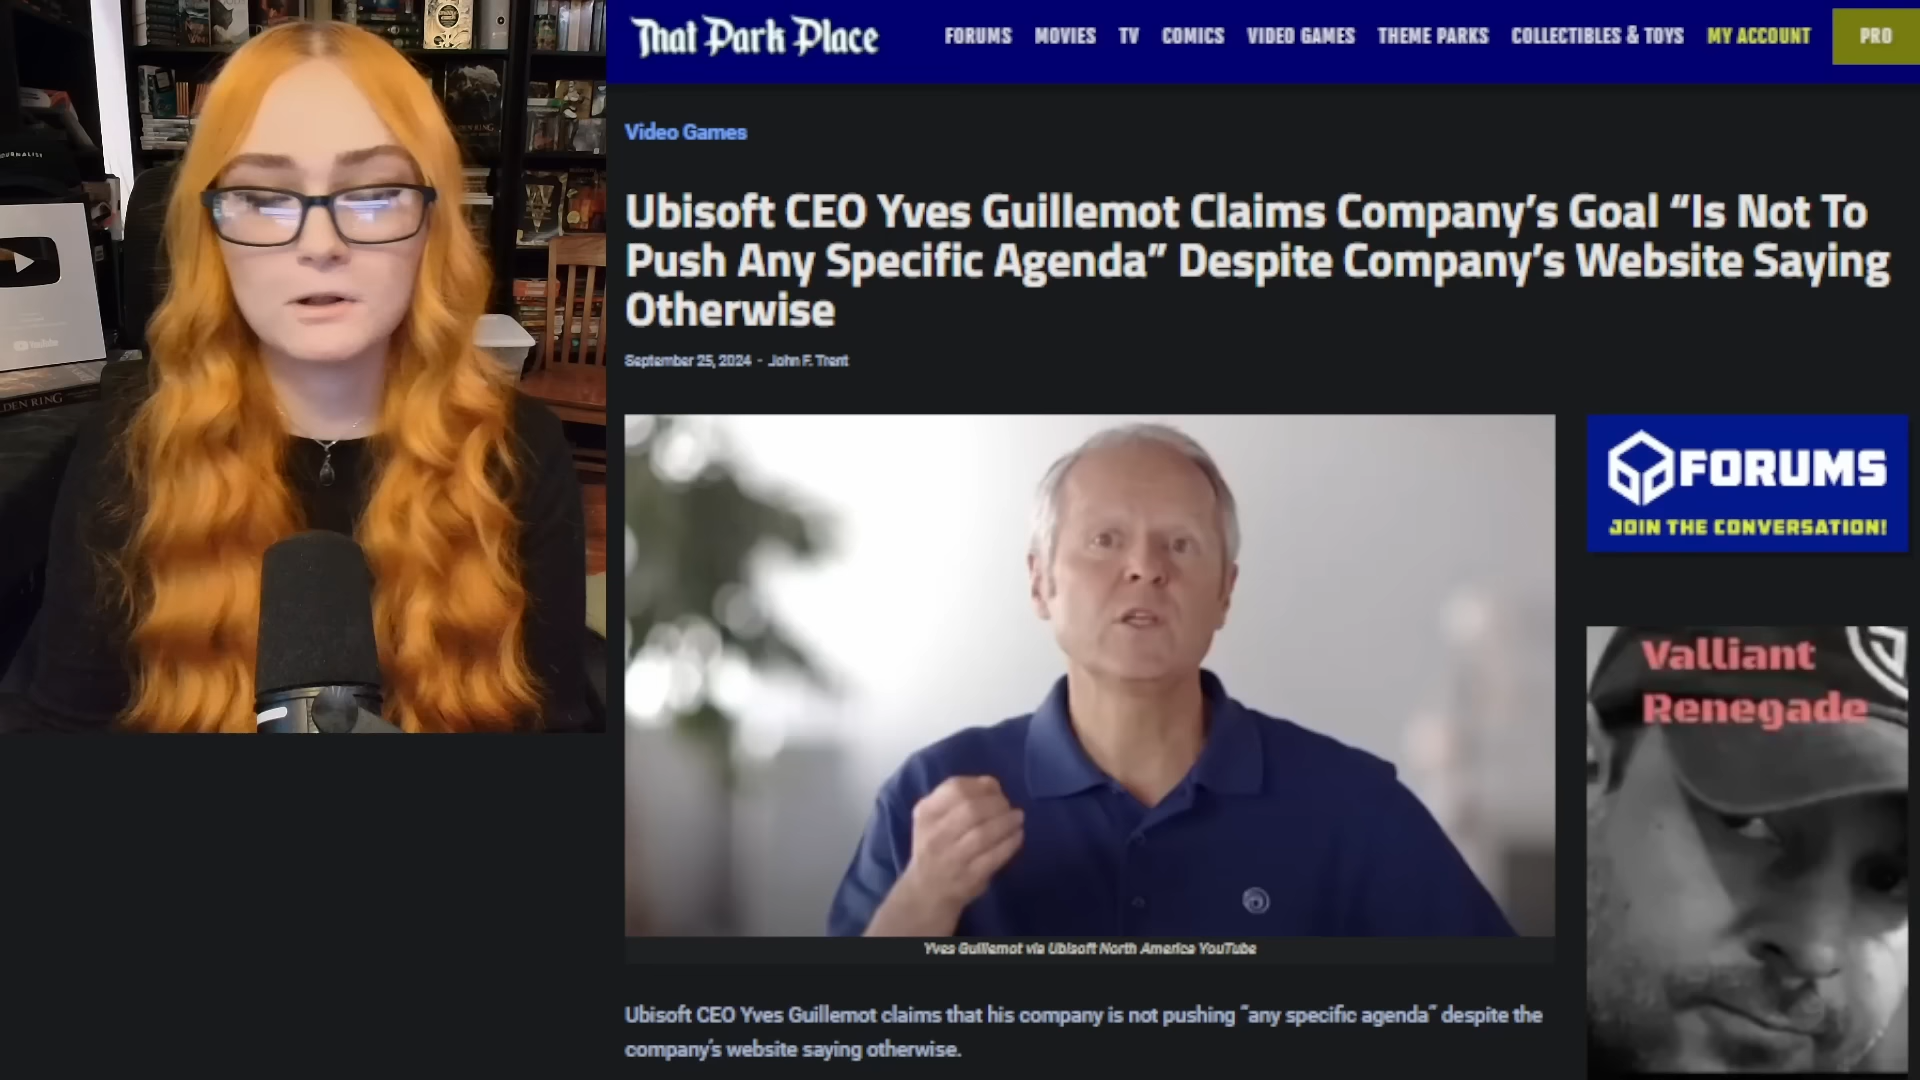 That Park Place
FORUMS MOVIES TV COMICS VIDEO GAMES THEME PARKS COLLECTIBLES & TOYS MY ACCOUNT PRO
Video Games
Ubisoft CEO Yves Guillemot Claims Company's Goal “Is Not To
Push Any Specific Agenda” Despite Company's Website Saying
Otherwise
September 25, 2024 - John F. Trent
FORUMS
JOIN THE CONVERSATION!
Valliant
Renegade
Yves Guillemot via Ubisoft North America YouTube
Ubisoft CEO Yves Guillemot claims that his company is not pushing “any specific agenda” despite the
company's website saying otherwise.
YouTube
ELDEN RING